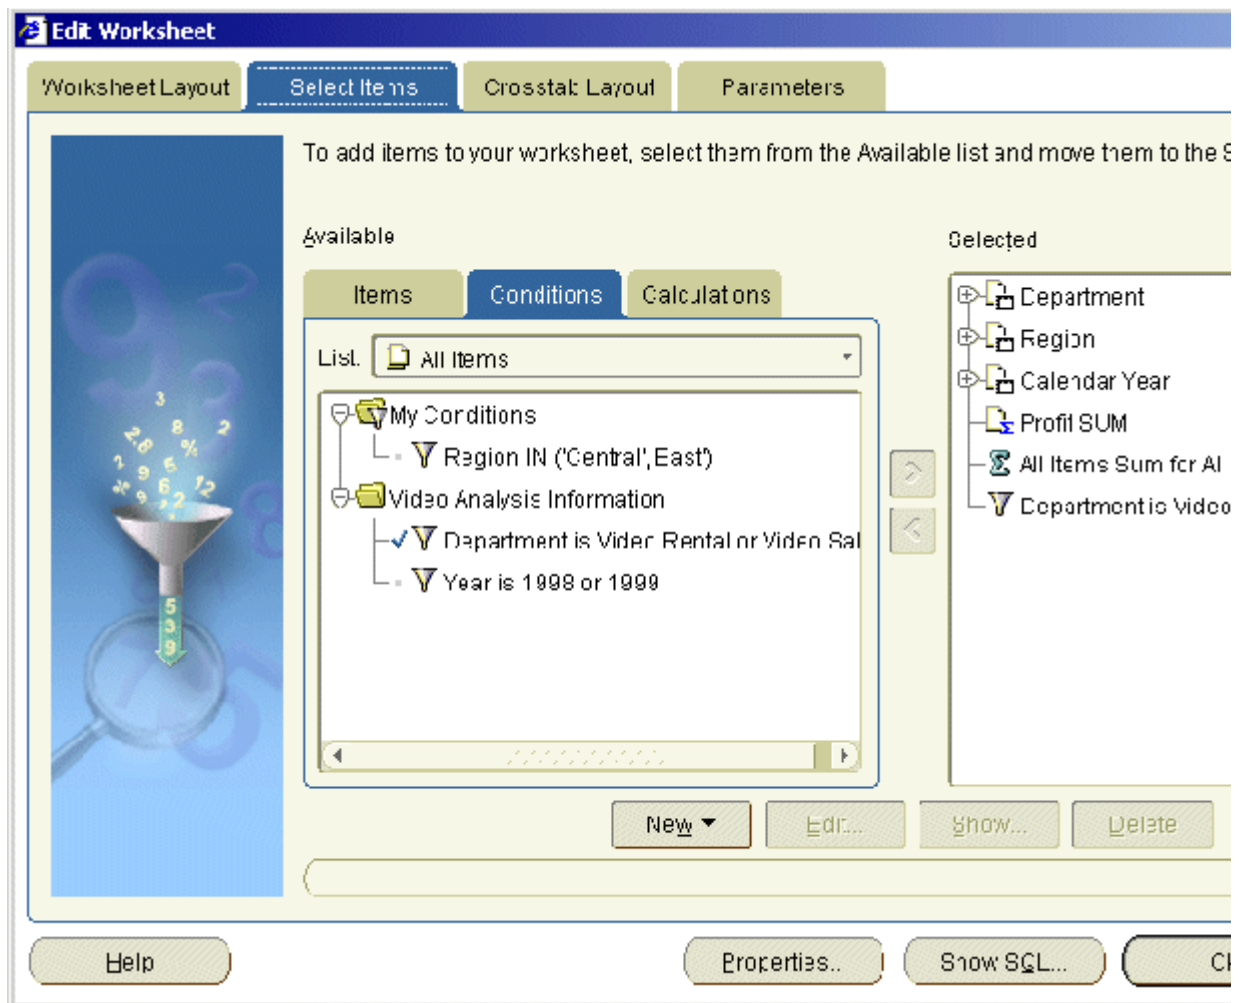 Edit Worksheet
Worksheet Layout
Select Items
Crosstab Layout
Parameters
To add items to your worksheet, select them from the Available list and move them to the S
Available
Selected
Items
Conditions
Calculations
List:
All Items
My Conditions
Region IN ('Central','East')
Video Analysis Information
Department is Video Rental or Video Sal
Year is 1998 or 1999
Department
Region
Calendar Year
Profit SUM
All Items Sum for Al
Department is Video
New
Edit...
Show...
Delete
Help
Properties...
Show SQL...